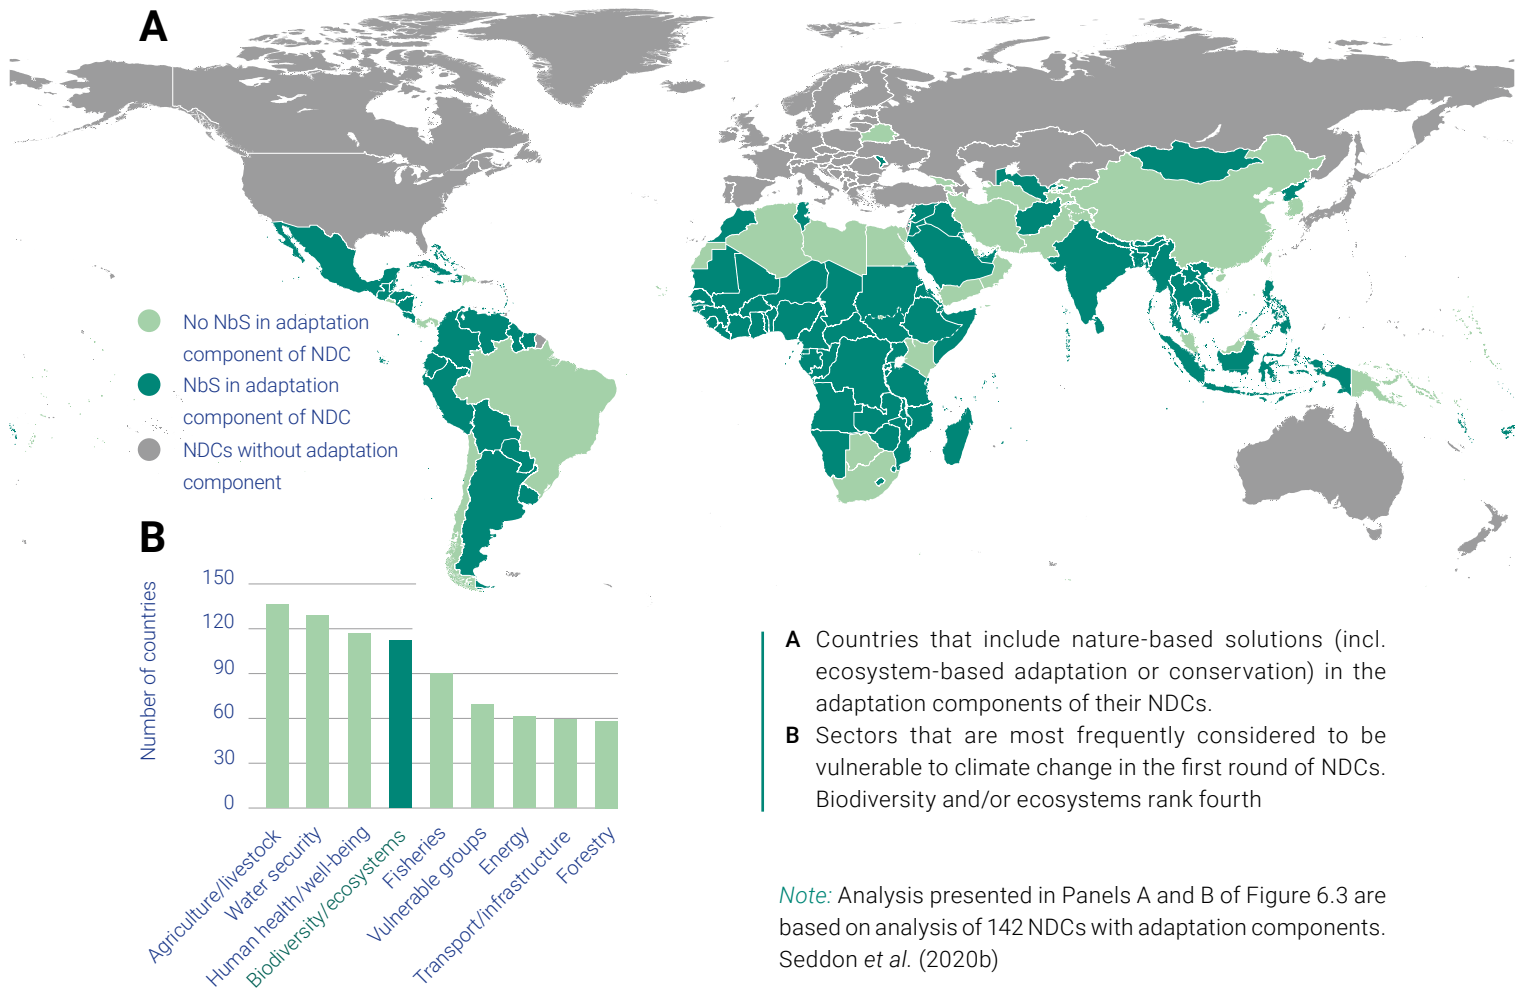 A
No NbS in adaptation
component of NDC
NbS in adaptation
component of NDC
NDCs without adaptation
component
B
Number of countries
150
120
90
60
30
0
Agriculture/livestock
Water security
Human health/well-being
Biodiversity/ecosystems
Fisheries
Vulnerable groups
Energy
Transport/infrastructure
Forestry
A Countries that include nature-based solutions (incl.
ecosystem-based adaptation or conservation) in the
adaptation components of their NDCs.
B Sectors that are most frequently considered to be
vulnerable to climate change in the first round of NDCs.
Biodiversity and/or ecosystems rank fourth
Note: Analysis presented in Panels A and B of Figure 6.3 are
based on analysis of 142 NDCs with adaptation components.
Seddon et al. (2020b)